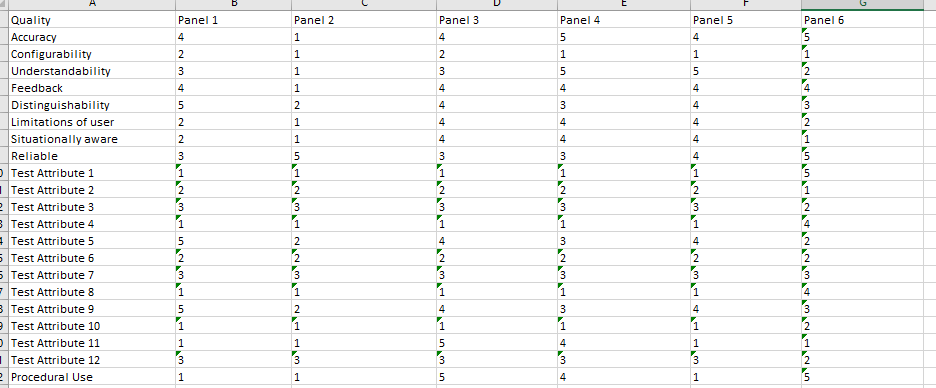 A B C D E F G
Quality Panel 1 Panel 2 Panel 3 Panel 4 Panel 5 Panel 6
Accuracy 4 1 4 5 4 5
Configurability 2 1 2 1 1 1
Understandability 3 1 3 5 5 2
Feedback 4 1 4 4 4 4
Distinguishability 5 2 4 3 4 3
Limitations of user 2 1 4 4 4 2
Situationally aware 2 1 4 4 4 1
Reliable 3 5 3 3 4 5
Test Attribute 1 1 1 1 1 1 5
Test Attribute 2 2 2 2 2 2 1
Test Attribute 3 3 3 3 3 3 2
Test Attribute 4 1 1 1 1 1 4
Test Attribute 5 5 2 4 3 4 2
Test Attribute 6 2 2 2 2 2 2
Test Attribute 7 3 3 3 3 3 3
Test Attribute 8 1 1 1 1 1 4
Test Attribute 9 5 2 4 3 4 3
Test Attribute 10 1 1 1 1 1 2
Test Attribute 11 1 1 5 4 1 1
Test Attribute 12 3 3 3 3 3 2
Procedural Use 1 1 5 4 1 5